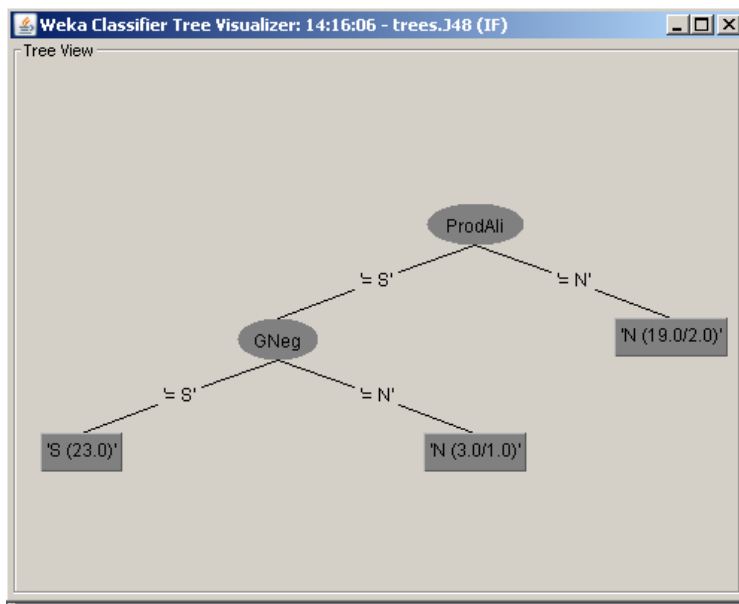 Weka Classifier Tree Visualizer: 14:16:06 - trees.J48 (IF)
Tree View
ProdAli
'= S'
'= N'
GNeg
'N (19.0/2.0)'
'= S'
'= N'
'S (23.0)'
'N (3.0/1.0)'